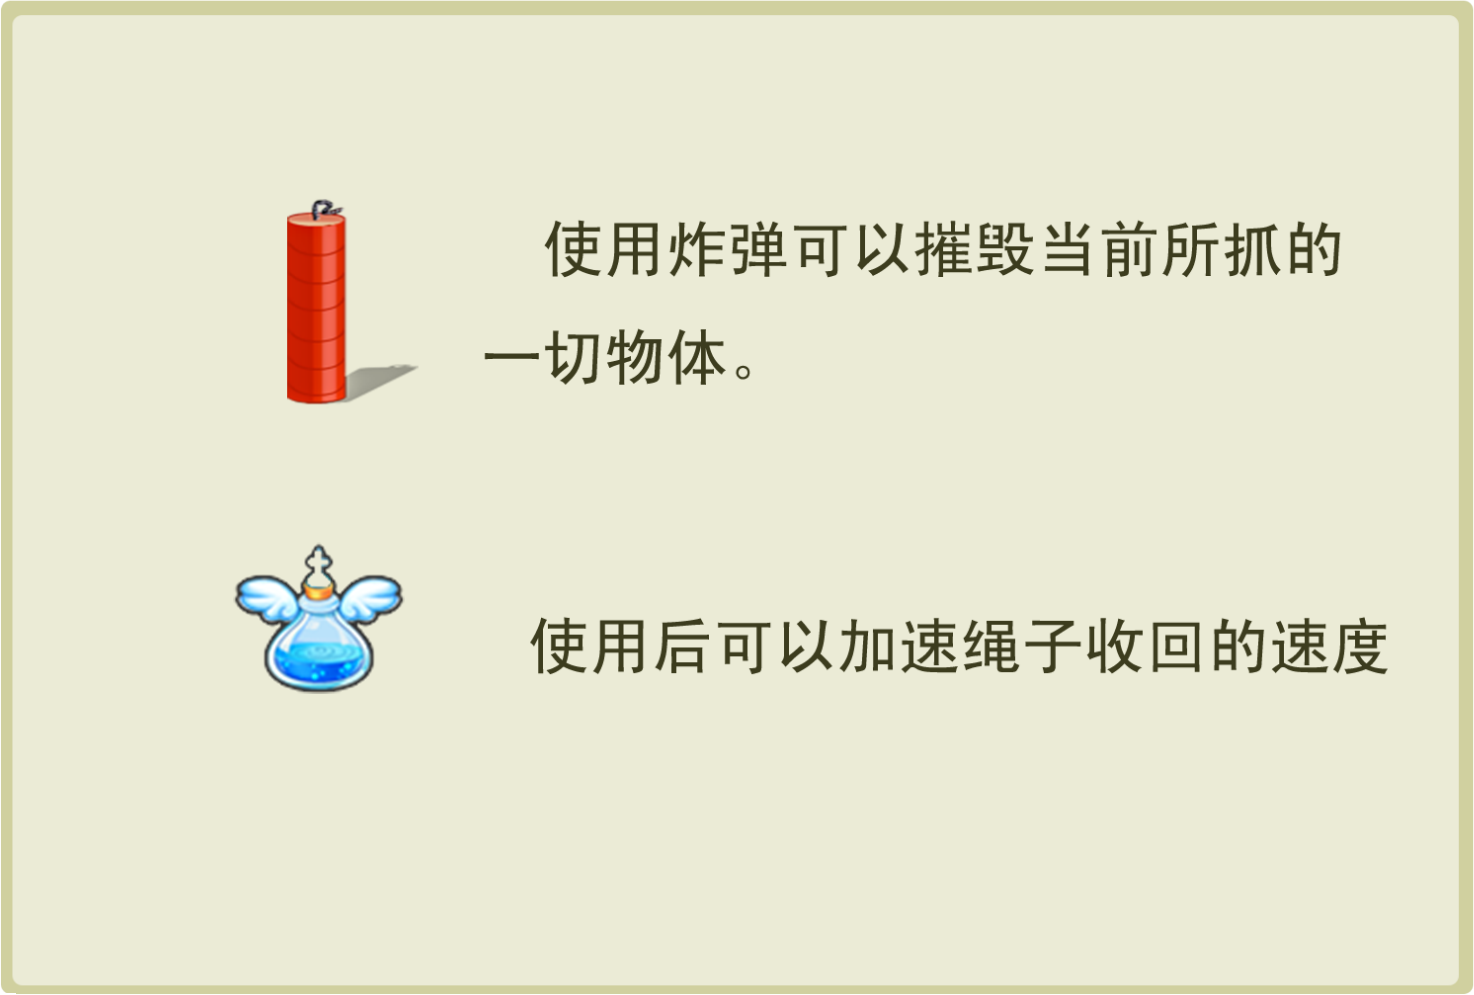 使用炸弹可以摧毁当前所抓的
一切物体。
使用后可以加速绳子收回的速度